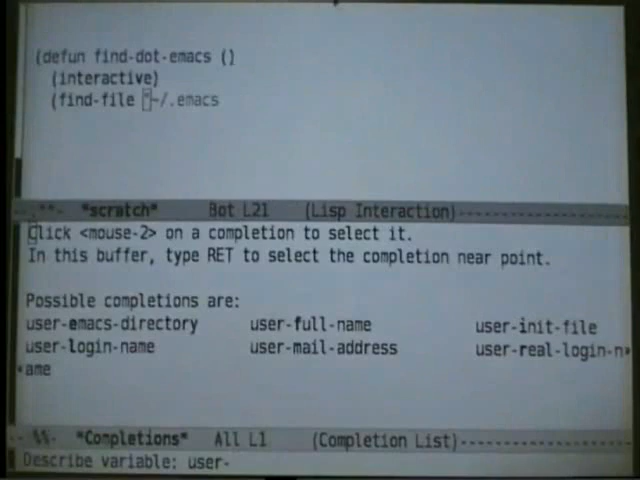 (defun find-dot-emacs ()
(interactive)
(find-file "~/.emacs
--:**- *scratch* Bot L21 (Lisp Interaction)
Click <mouse-2> on a completion to select it.
In this buffer, type RET to select the completion near point.
Possible completions are:
user-emacs-directory user-full-name user-init-file
user-login-name user-mail-address user-real-login-n
ame
-- %%- *Completions* All L1 (Completion List)
Describe variable: user-